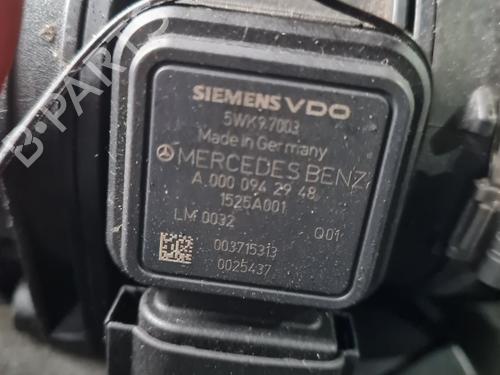 B-PARTS
SIEMENS VDO
5WK97003
Made in Germany
MERCEDES BENZ
A 000 094 29 48
1525A001
LM 0032 Q01
003715313
0025437